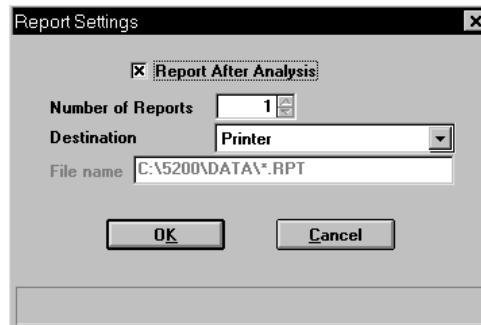 Report Settings
Report After Analysis
Number of Reports 1
Destination Printer
File name C:\5200\DATA\*.RPT
OK Cancel